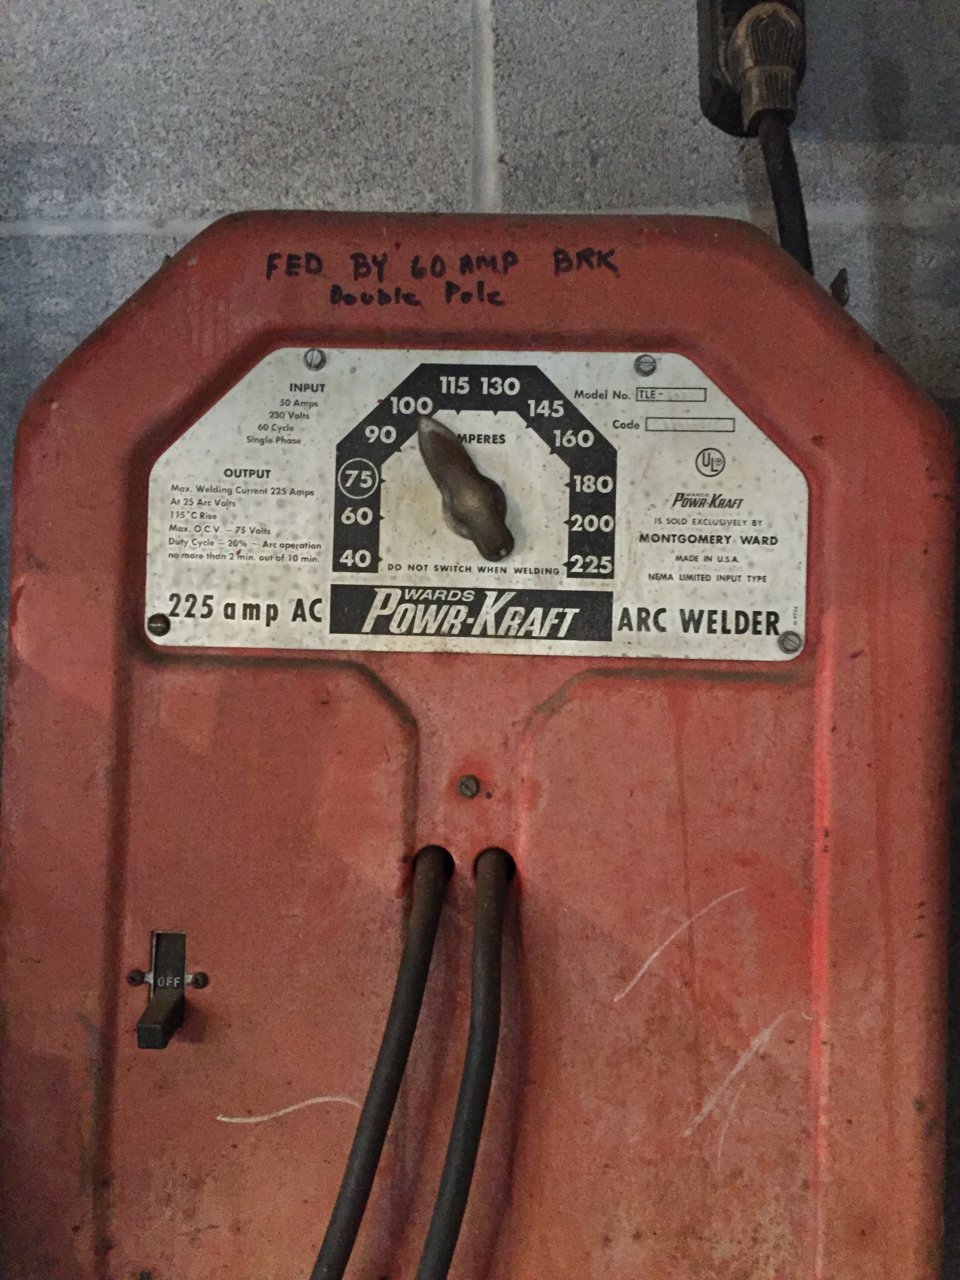 FED BY 60 AMP BRK
Double Pole
INPUT
50 Amps
230 Volts
60 Cycle
Single Phase
OUTPUT
Max. Welding Current 225 Amps
At 25 Arc Volts
115°C Rise
Max. O.C.V. — 75 Volts
Duty Cycle — 20% — Arc operation
no more than 2 min. out of 10 min.
225 amp AC
115 130
100 145
90 160
75 180
60 200
40 225
AMPERES
DO NOT SWITCH WHEN WELDING
WARDS
POWR-KRAFT
Model No. TLE-
Code
UL
WARDS
POWR-KRAFT
IS SOLD EXCLUSIVELY BY
MONTGOMERY WARD
MADE IN U.S.A.
NEMA LIMITED INPUT TYPE
ARC WELDER
OFF